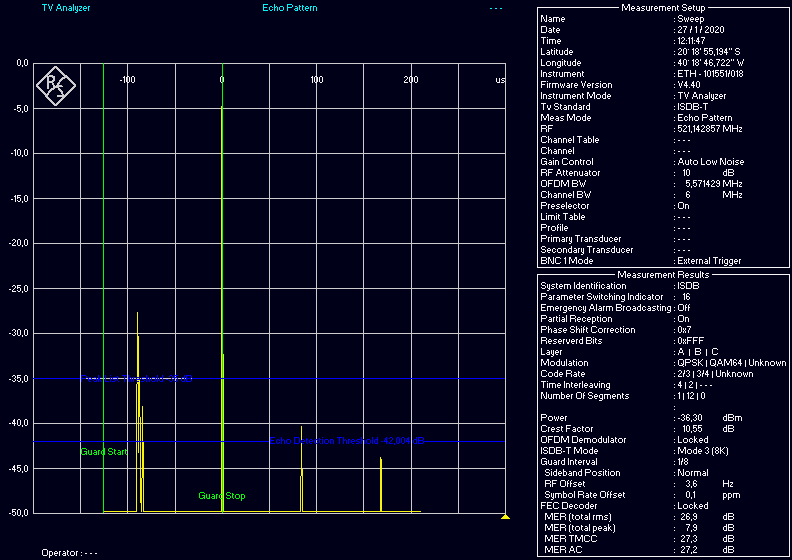 TV Analyzer Echo Pattern - - -
0,0
-100 0 100 200 us
-5,0
-10,0
-15,0
-20,0
-25,0
-30,0
-35,0
-40,0
Echo Detection Threshold -42,004 dB
Guard Start
-45,0
Guard Stop
-50,0
Operator : - - -
Measurement Setup
Name : Sweep
Date : 27/1/2020
Time : 12:11:47
Latitude : 20° 18' 55,194" S
Longitude : 40° 18' 46,722" W
Instrument : ETH - 101551/018
Firmware Version : V4.40
Instrument Mode : TV Analyzer
Tv Standard : ISDB-T
Meas Mode : Echo Pattern
RF : 521,142857 MHz
Channel Table : - - -
Channel : - - -
Gain Control : Auto Low Noise
RF Attenuator : 10 dB
OFDM BW : 5,571429 MHz
Channel BW : 6 MHz
Preselector : On
Limit Table : - - -
Profile : - - -
Primary Transducer : - - -
Secondary Transducer : - - -
BNC 1 Mode : External Trigger
Measurement Results
System Identification : ISDB
Parameter Switching Indicator : 16
Emergency Alarm Broadcasting : Off
Partial Reception : On
Phase Shift Correction : 0x7
Reserverd Bits : 0xFFF
Layer : A | B | C
Modulation : QPSK | QAM64 | Unknown
Code Rate : 2/3 | 3/4 | Unknown
Time Interleaving : 4 | 2 | - - -
Number Of Segments : 1 | 12 | 0
:
Power : -36,30 dBm
Crest Factor : 10,55 dB
OFDM Demodulator : Locked
ISDB-T Mode : Mode 3 (8K)
Guard Interval : 1/8
Sideband Position : Normal
RF Offset : 3,6 Hz
Symbol Rate Offset : 0,1 ppm
FEC Decoder : Locked
MER (total rms) : 26,9 dB
MER (total peak) : 7,9 dB
MER TMCC : 27,3 dB
MER AC : 27,2 dB